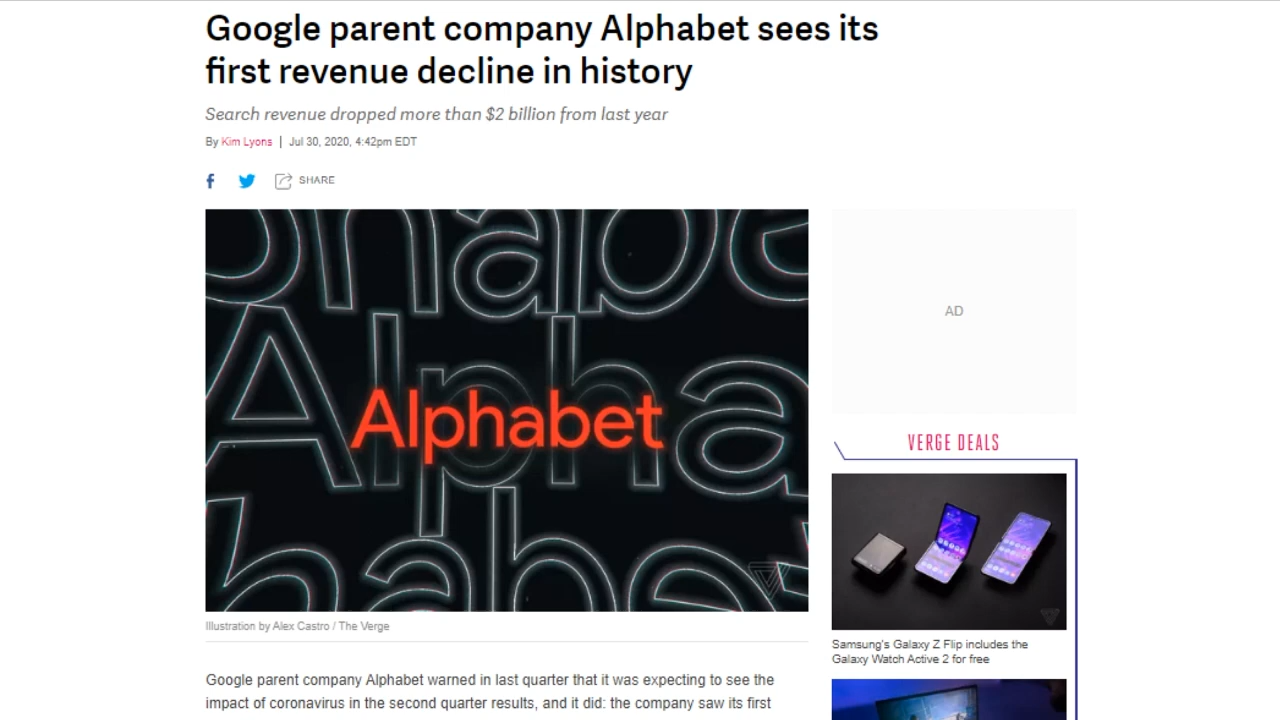 Google parent company Alphabet sees its
first revenue decline in history
Search revenue dropped more than $2 billion from last year
By Kim Lyons | Jul 30, 2020, 4:42pm EDT
SHARE
Alphabet
AD
VERGE DEALS
Illustration by Alex Castro / The Verge
Samsung's Galaxy Z Flip includes the
Galaxy Watch Active 2 for free
Google parent company Alphabet warned in last quarter that it was expecting to see the
impact of coronavirus in the second quarter results, and it did: the company saw its first